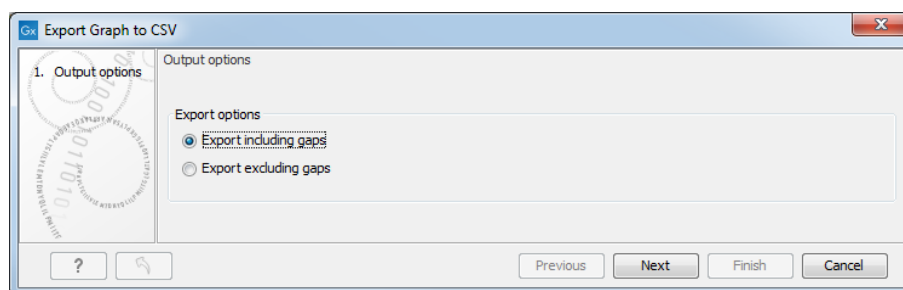 Gx Export Graph to CSV
X
1. Output options
Output options
Export options
Export including gaps
Export excluding gaps
? Previous Next Finish Cancel